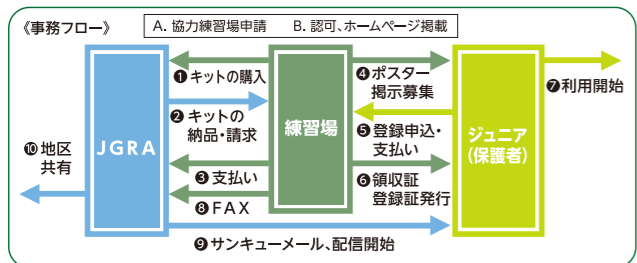 《事務フロー》
A. 協力練習場申請　B. 認可、ホームページ掲載
❶キットの購入
❷キットの
納品・請求
❸支払い
❽FAX
❹ポスター
掲示募集
❺登録申込・
支払い
❻領収証
登録証発行
❼利用開始
❿地区
共有
JGRA
練習場
ジュニア
(保護者)
❾サンキューメール、配信開始